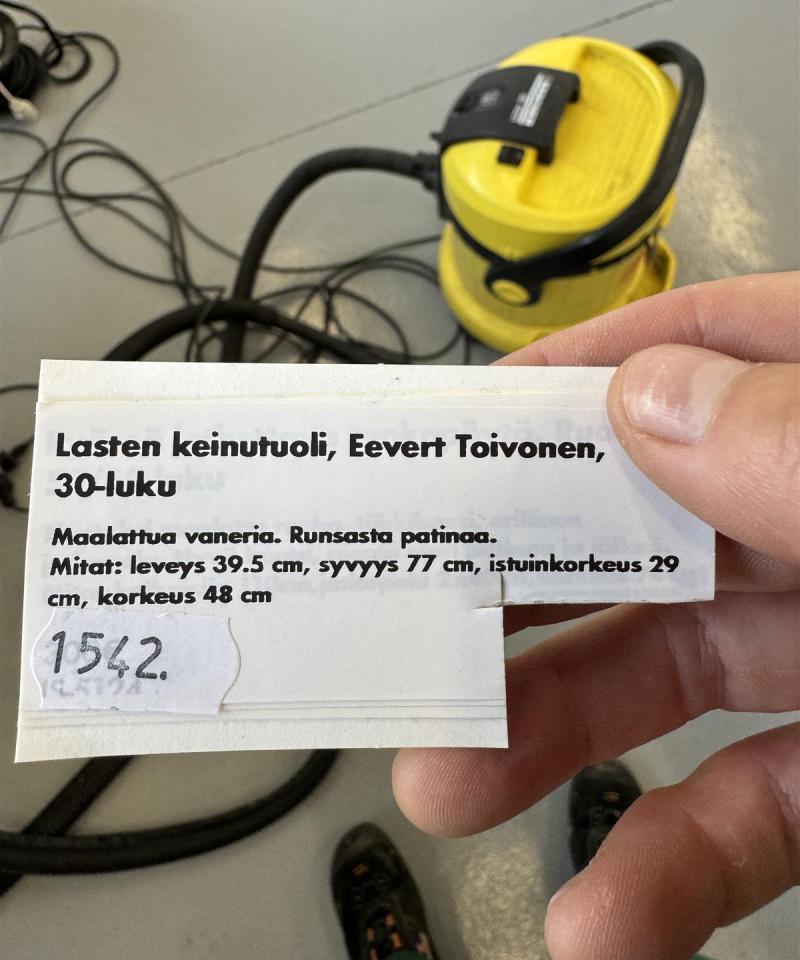 Lasten keinutuoli, Eevert Toivonen,
30-luku
Maalattua vaneria. Runsasta patinaa.
Mitat: leveys 39.5 cm, syvyys 77 cm, istuinkorkeus 29
cm, korkeus 48 cm
1542.